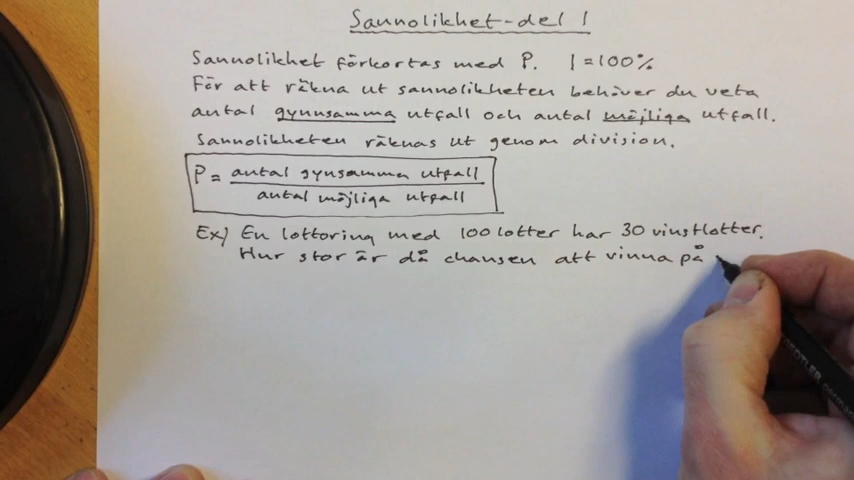 Sannolikhet-del 1
Sannolikhet förkortas med P. 1=100%
För att räkna ut sannolikheten behöver du veta
antal gynnsamma utfall och antal möjliga utfall.
Sannolikheten räknas ut genom division.
P = antal gynsamma utfall
antal möjliga utfall
Ex) En lottoring med 100 lotter har 30 vinstlotter.
Hur stor är då chansen att vinna på
STAEDTLER